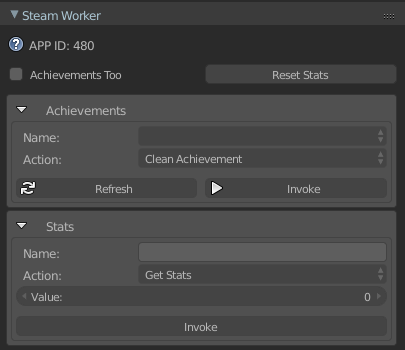 Steam Worker
APP ID: 480
Achievements Too
Reset Stats
Achievements
Name:
Action: Clean Achievement
Refresh
Invoke
Stats
Name:
Action: Get Stats
Value: 0
Invoke